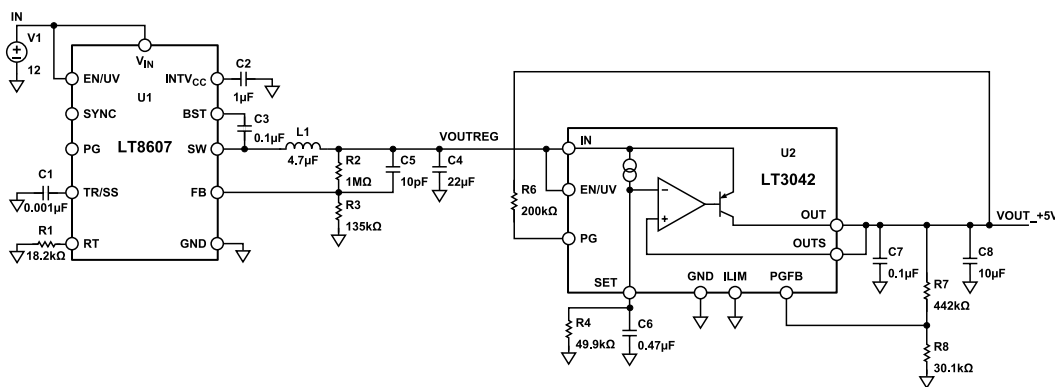 IN
V1
12
VIN
EN/UV
INTVCC
C2
1µF
U1
SYNC
BST
C3
0.1µF
PG
LT8607
SW
L1
4.7µF
VOUTREG
R2
1MΩ
C5
10pF
C4
22µF
C1
0.001µF
TR/SS
FB
R3
135kΩ
R1
18.2kΩ
RT
GND
R6
200kΩ
IN
U2
LT3042
EN/UV
−
+
PG
OUT
OUTS
VOUT_+5V
SET
GND
ILIM
PGFB
C7
0.1µF
C8
10µF
R7
442kΩ
R4
49.9kΩ
C6
0.47µF
R8
30.1kΩ